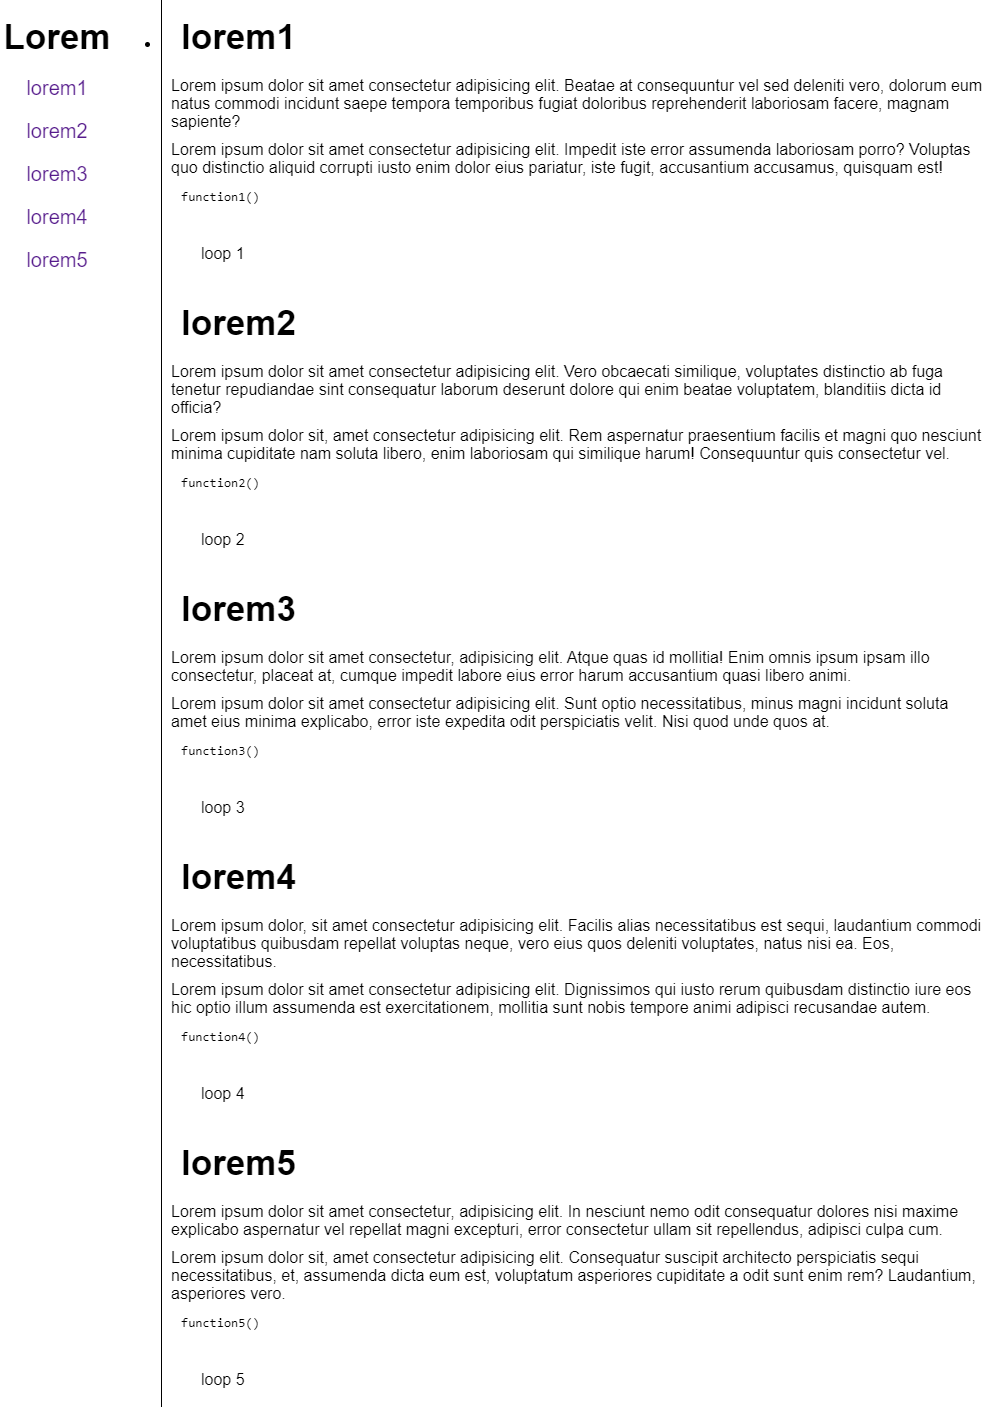 Lorem
lorem1
lorem2
lorem3
lorem4
lorem5
lorem1
Lorem ipsum dolor sit amet consectetur adipisicing elit. Beatae at consequuntur vel sed deleniti vero, dolorum eum
natus commodi incidunt saepe tempora temporibus fugiat doloribus reprehenderit laboriosam facere, magnam
sapiente?
Lorem ipsum dolor sit amet consectetur adipisicing elit. Impedit iste error assumenda laboriosam porro? Voluptas
quo distinctio aliquid corrupti iusto enim dolor eius pariatur, iste fugit, accusantium accusamus, quisquam est!
function1()
loop 1
lorem2
Lorem ipsum dolor sit amet consectetur adipisicing elit. Vero obcaecati similique, voluptates distinctio ab fuga
tenetur repudiandae sint consequatur laborum deserunt dolore qui enim beatae voluptatem, blanditiis dicta id
officia?
Lorem ipsum dolor sit, amet consectetur adipisicing elit. Rem aspernatur praesentium facilis et magni quo nesciunt
minima cupiditate nam soluta libero, enim laboriosam qui similique harum! Consequuntur quis consectetur vel.
function2()
loop 2
lorem3
Lorem ipsum dolor sit amet consectetur, adipisicing elit. Atque quas id mollitia! Enim omnis ipsum ipsam illo
consectetur, placeat at, cumque impedit labore eius error harum accusantium quasi libero animi.
Lorem ipsum dolor sit amet consectetur adipisicing elit. Sunt optio necessitatibus, minus magni incidunt soluta
amet eius minima explicabo, error iste expedita odit perspiciatis velit. Nisi quod unde quos at.
function3()
loop 3
lorem4
Lorem ipsum dolor, sit amet consectetur adipisicing elit. Facilis alias necessitatibus est sequi, laudantium commodi
voluptatibus quibusdam repellat voluptas neque, vero eius quos deleniti voluptates, natus nisi ea. Eos,
necessitatibus.
Lorem ipsum dolor sit amet consectetur adipisicing elit. Dignissimos qui iusto rerum quibusdam distinctio iure eos
hic optio illum assumenda est exercitationem, mollitia sunt nobis tempore animi adipisci recusandae autem.
function4()
loop 4
lorem5
Lorem ipsum dolor sit amet consectetur, adipisicing elit. In nesciunt nemo odit consequatur dolores nisi maxime
explicabo aspernatur vel repellat magni excepturi, error consectetur ullam sit repellendus, adipisci culpa cum.
Lorem ipsum dolor sit, amet consectetur adipisicing elit. Consequatur suscipit architecto perspiciatis sequi
necessitatibus, et, assumenda dicta eum est, voluptatum asperiores cupiditate a odit sunt enim rem? Laudantium,
asperiores vero.
function5()
loop 5